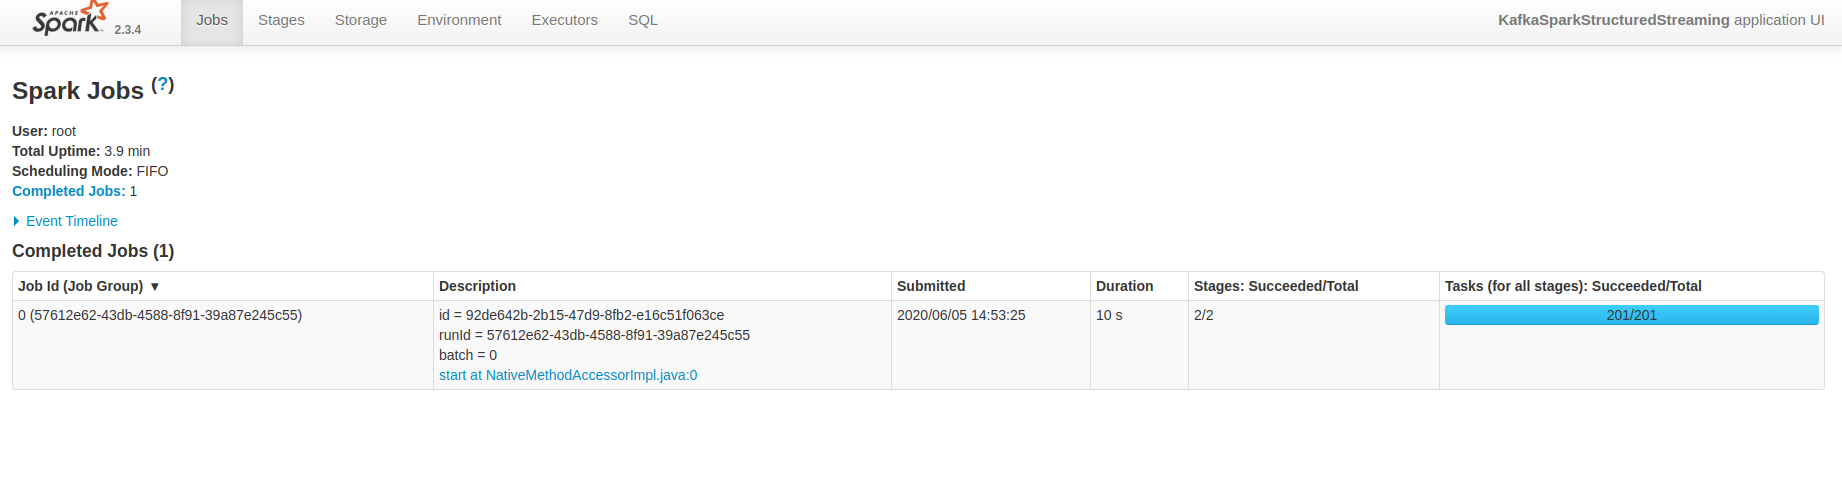 APACHE
Spark 2.3.4 Jobs Stages Storage Environment Executors SQL KafkaSparkStructuredStreaming application UI
Spark Jobs (?)
User: root
Total Uptime: 3.9 min
Scheduling Mode: FIFO
Completed Jobs: 1
Event Timeline
Completed Jobs (1)
Job Id (Job Group) ▼ Description Submitted Duration Stages: Succeeded/Total Tasks (for all stages): Succeeded/Total
0 (57612e62-43db-4588-8f91-39a87e245c55) id = 92de642b-2b15-47d9-8fb2-e16c51f063ce 2020/06/05 14:53:25 10 s 2/2 201/201
runId = 57612e62-43db-4588-8f91-39a87e245c55
batch = 0
start at NativeMethodAccessorImpl.java:0